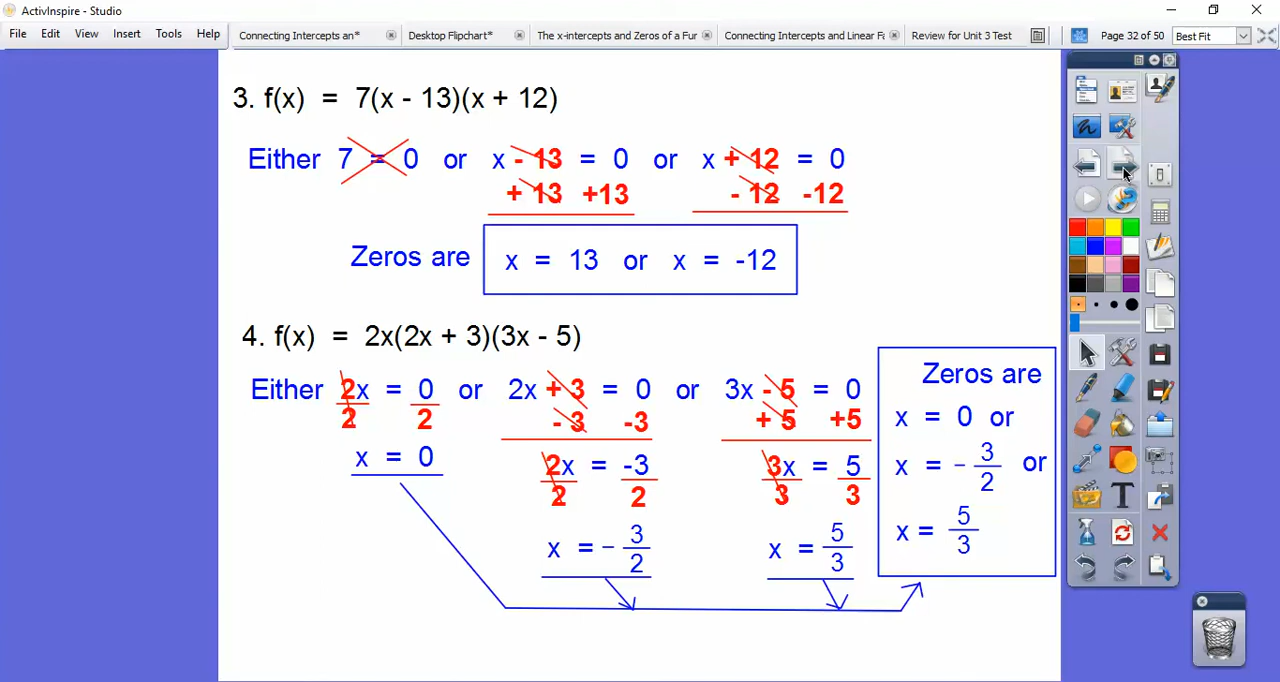 ActivInspire - Studio
File Edit View Insert Tools Help
Connecting Intercepts an* Desktop Flipchart* The x-intercepts and Zeros of a Fur Connecting Intercepts and Linear Fa Review for Unit 3 Test Page 32 of 50 Best Fit
3. f(x) = 7(x - 13)(x + 12)
Either 7 = 0 or x - 13 = 0 or x + 12 = 0
+ 13 +13 - 12 -12
Zeros are x = 13 or x = -12
4. f(x) = 2x(2x + 3)(3x - 5)
Either 2x = 0 or 2x + 3 = 0 or 3x - 5 = 0
2 2 - 3 -3 + 5 +5
x = 0 2x = -3 3x = 5
2 2 3 3
x = - 3/2 x = 5/3
Zeros are
x = 0 or
x = - 3/2 or
x = 5/3